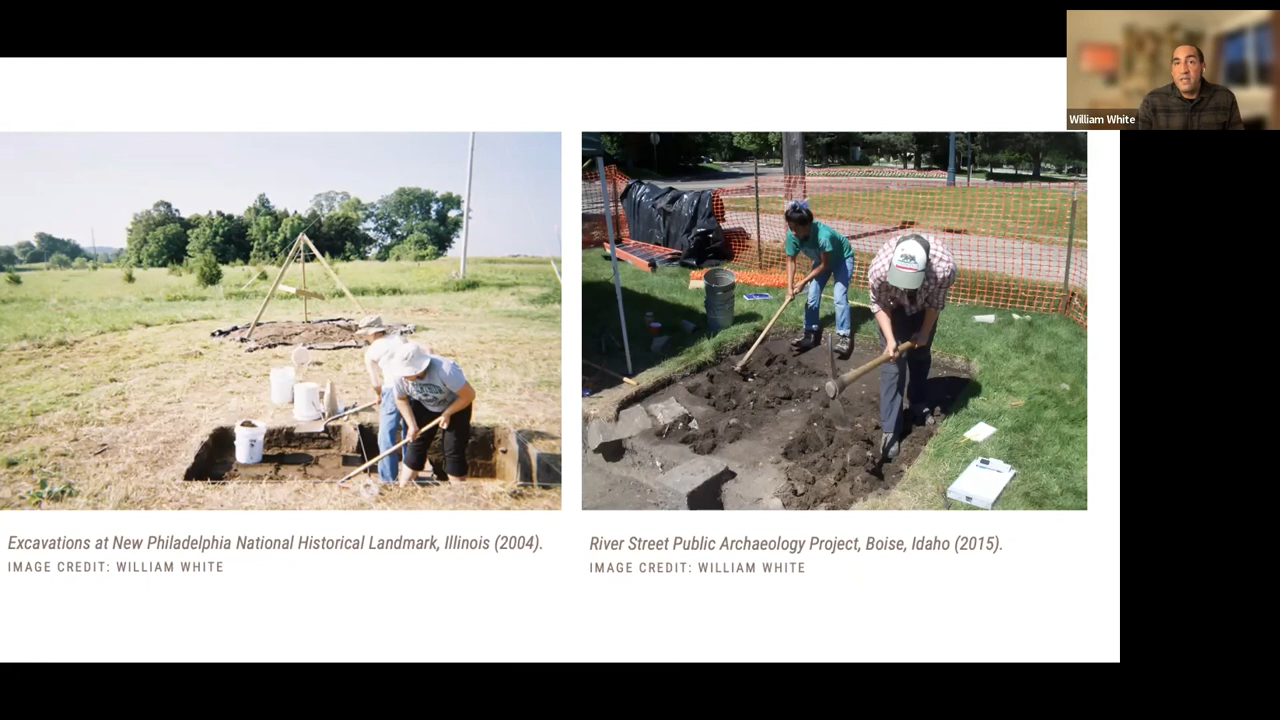 William White
Excavations at New Philadelphia National Historical Landmark, Illinois (2004).
IMAGE CREDIT: WILLIAM WHITE
River Street Public Archaeology Project, Boise, Idaho (2015).
IMAGE CREDIT: WILLIAM WHITE